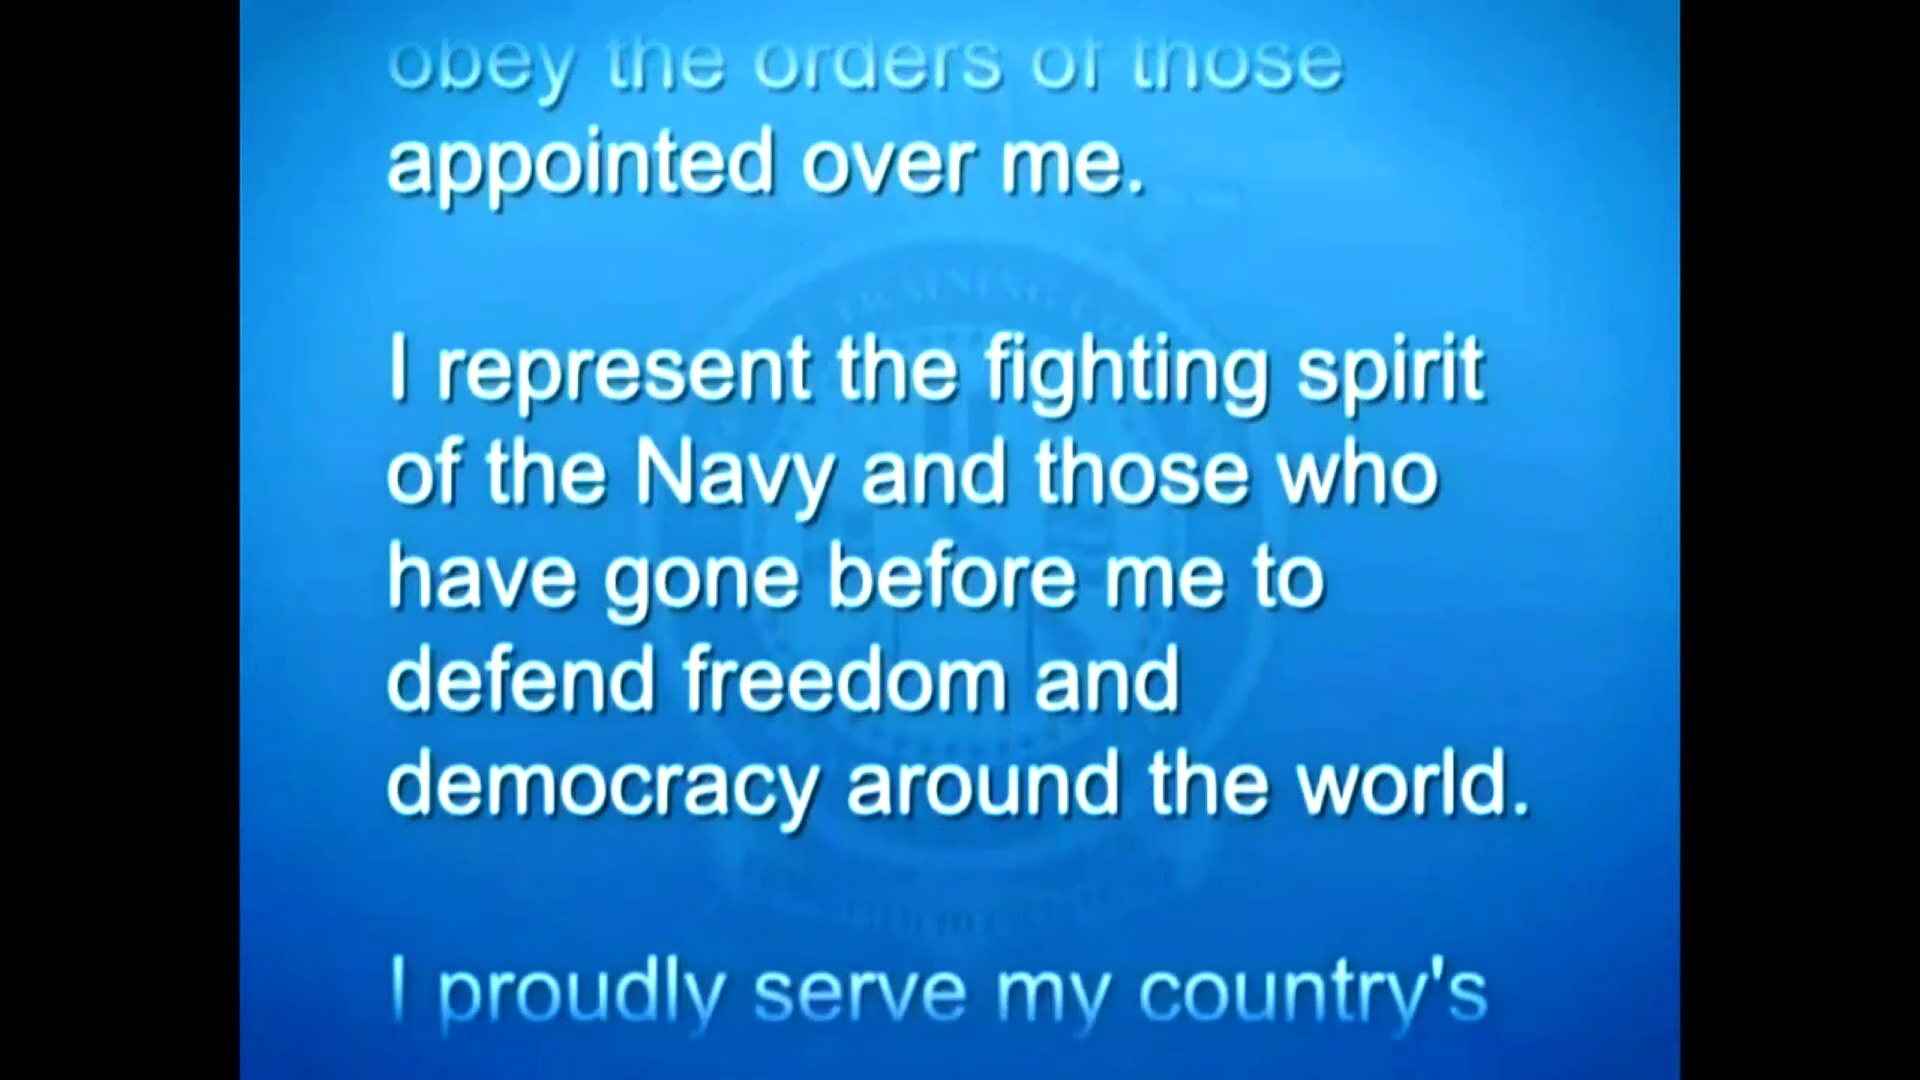 obey the orders of those
appointed over me.
I represent the fighting spirit
of the Navy and those who
have gone before me to
defend freedom and
democracy around the world.
I proudly serve my country's